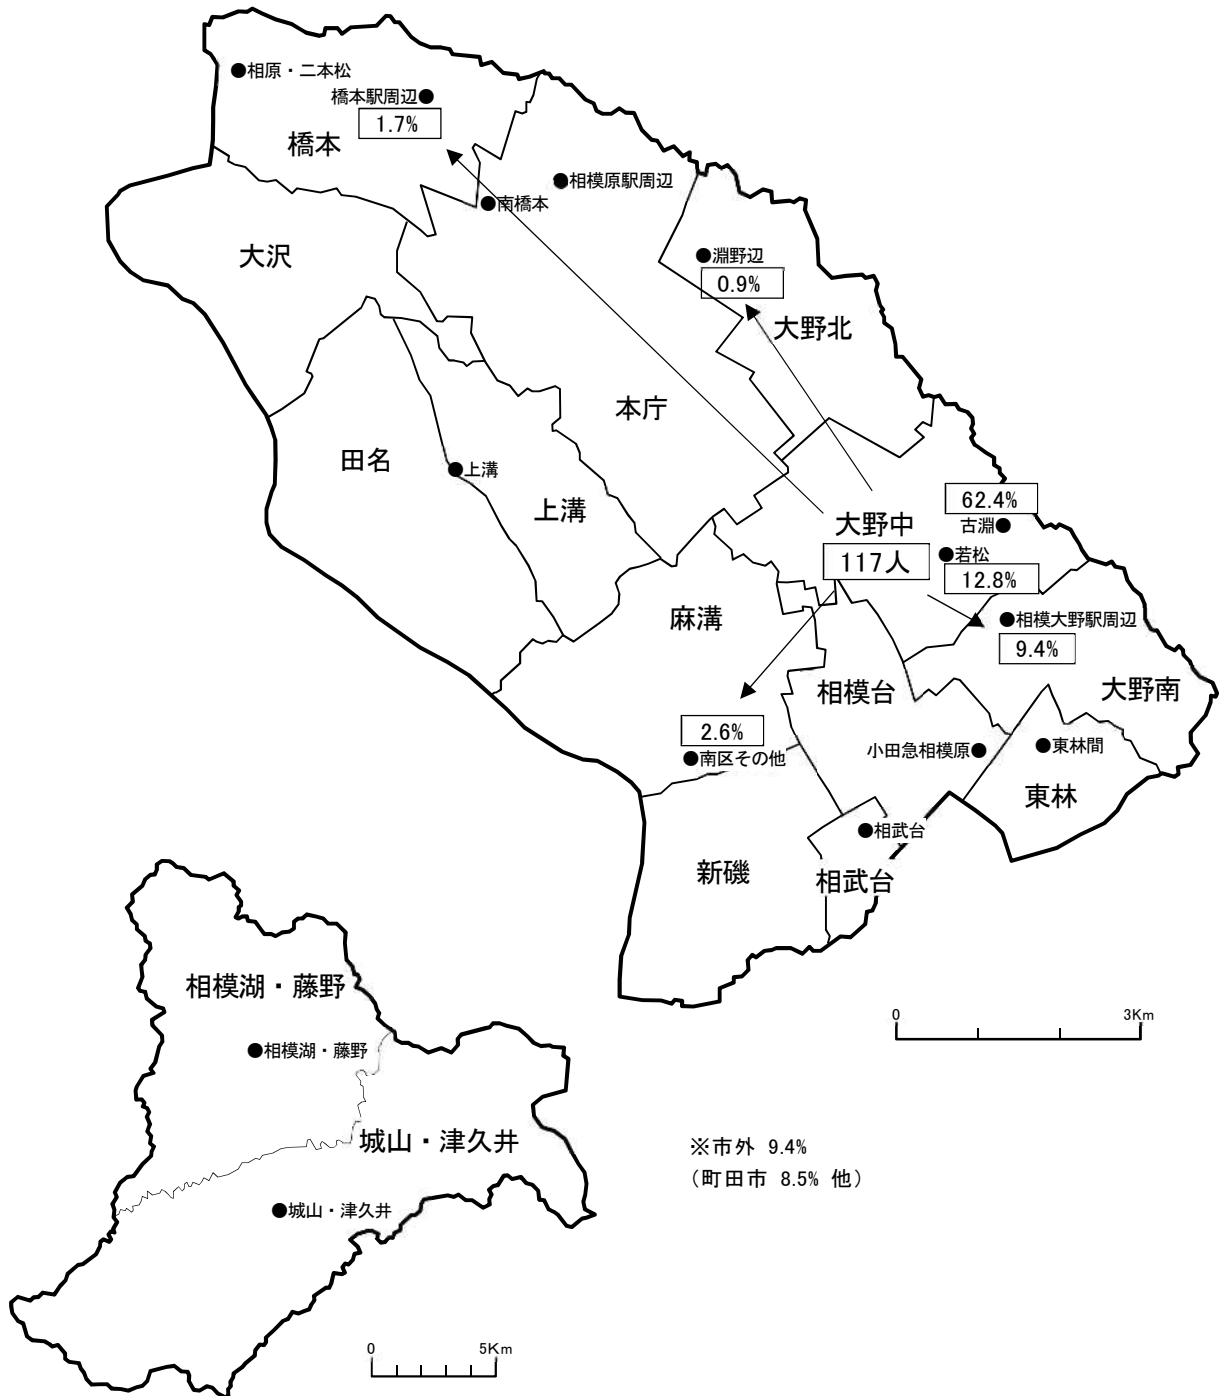 相原・二本松
橋本駅周辺
1.7%
橋本
相模原駅周辺
南橋本
大沢
淵野辺
0.9%
大野北
本庁
田名
上溝
上溝
62.4%
大野中
古淵
117人
若松
12.8%
麻溝
相模大野駅周辺
9.4%
相模台
大野南
2.6%
南区その他
小田急相模原
東林間
東林
相武台
新磯
相武台
相模湖・藤野
相模湖・藤野
0 3Km
城山・津久井
※市外 9.4%
(町田市 8.5% 他)
城山・津久井
0 5Km